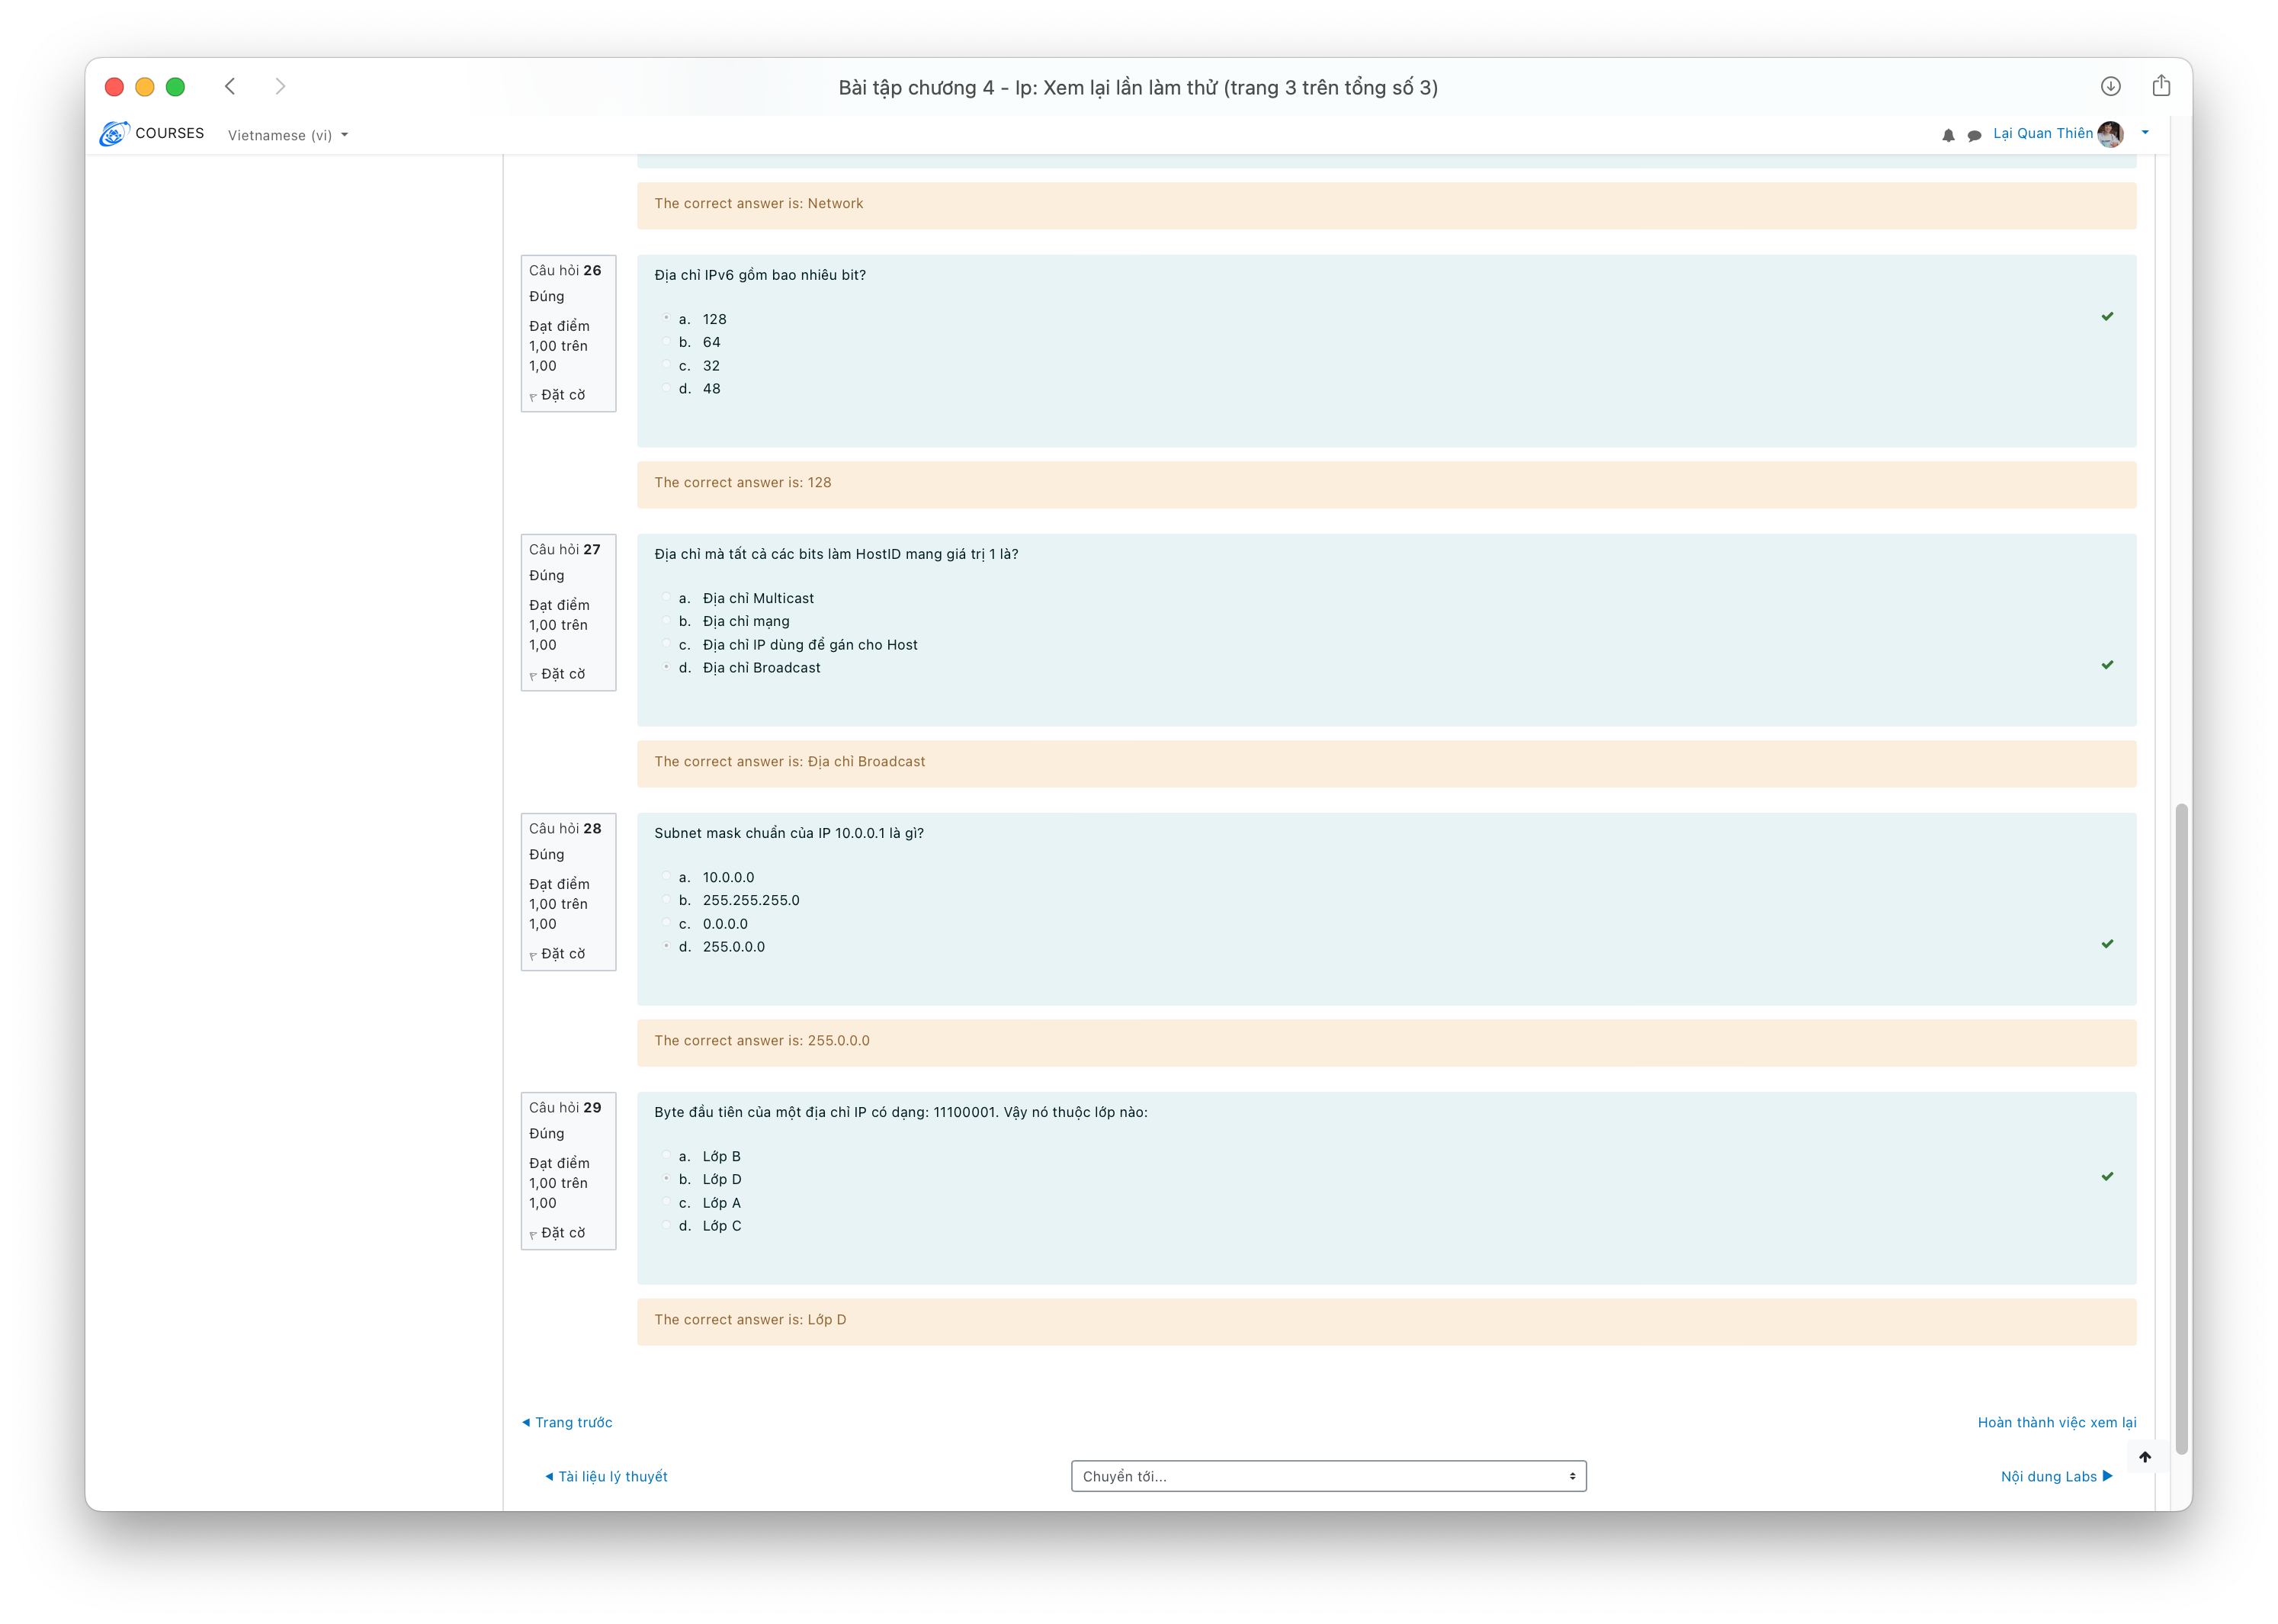 Bài tập chương 4 - Ip: Xem lại lần làm thử (trang 3 trên tổng số 3)
COURSES Vietnamese (vi) Lại Quan Thiên
The correct answer is: Network
Câu hỏi 26
Đúng
Đạt điểm
1,00 trên
1,00
Đặt cờ
Địa chỉ IPv6 gồm bao nhiêu bit?
a. 128
b. 64
c. 32
d. 48
The correct answer is: 128
Câu hỏi 27
Đúng
Đạt điểm
1,00 trên
1,00
Đặt cờ
Địa chỉ mà tất cả các bits làm HostID mang giá trị 1 là?
a. Địa chỉ Multicast
b. Địa chỉ mạng
c. Địa chỉ IP dùng để gán cho Host
d. Địa chỉ Broadcast
The correct answer is: Địa chỉ Broadcast
Câu hỏi 28
Đúng
Đạt điểm
1,00 trên
1,00
Đặt cờ
Subnet mask chuẩn của IP 10.0.0.1 là gì?
a. 10.0.0.0
b. 255.255.255.0
c. 0.0.0.0
d. 255.0.0.0
The correct answer is: 255.0.0.0
Câu hỏi 29
Đúng
Đạt điểm
1,00 trên
1,00
Đặt cờ
Byte đầu tiên của một địa chỉ IP có dạng: 11100001. Vậy nó thuộc lớp nào:
a. Lớp B
b. Lớp D
c. Lớp A
d. Lớp C
The correct answer is: Lớp D
Trang trước Hoàn thành việc xem lại
Tài liệu lý thuyết Chuyển tới... Nội dung Labs